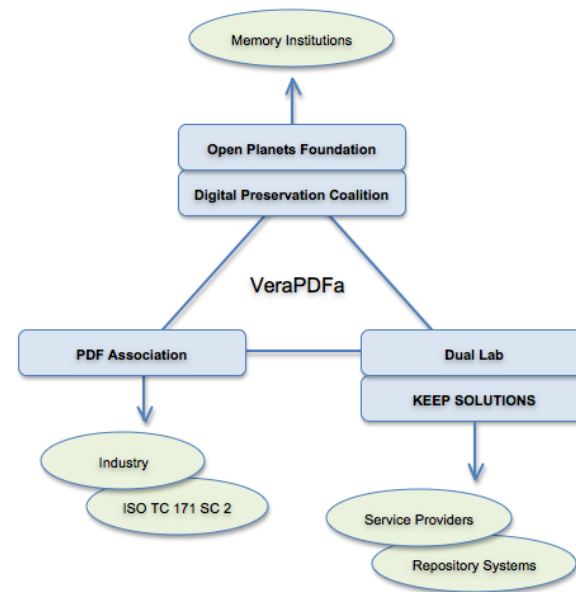 Memory Institutions
Open Planets Foundation
Digital Preservation Coalition
VeraPDFa
PDF Association
Dual Lab
KEEP SOLUTIONS
Industry
ISO TC 171 SC 2
Service Providers
Repository Systems